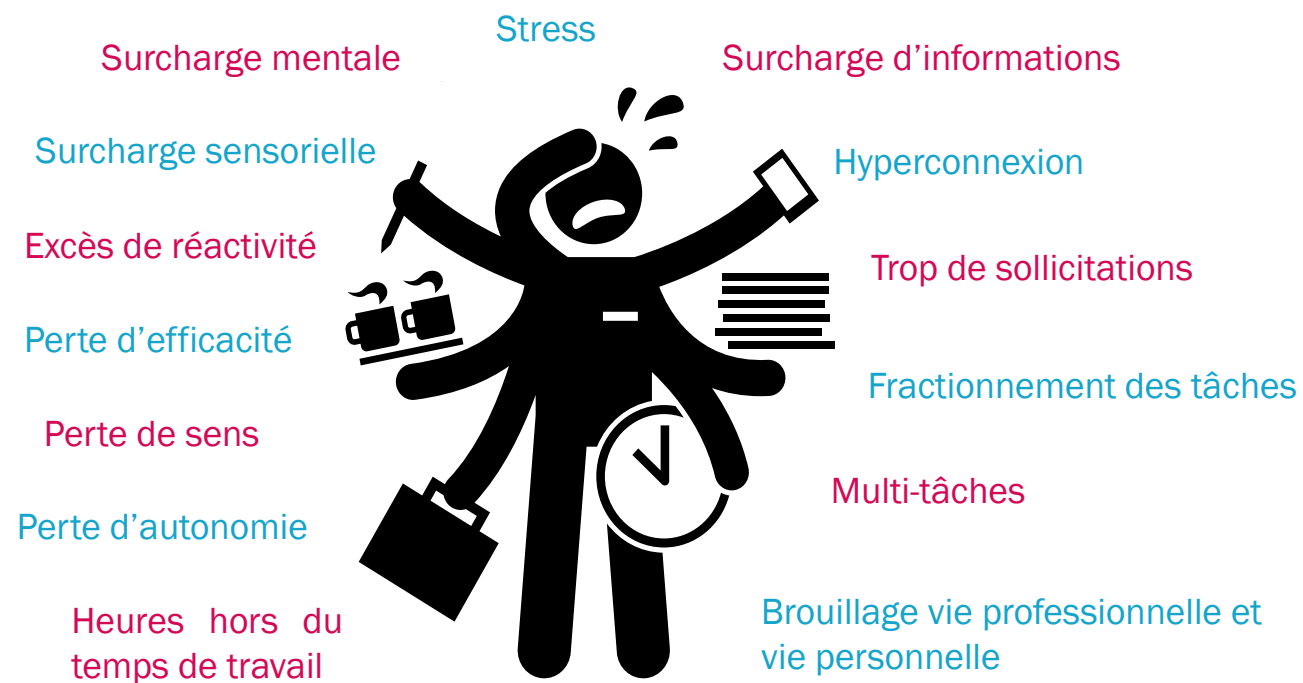 Stress
Surcharge mentale
Surcharge d’informations
Surcharge sensorielle
Hyperconnexion
Excès de réactivité
Trop de sollicitations
Perte d’efficacité
Fractionnement des tâches
Perte de sens
Multi-tâches
Perte d’autonomie
Heures hors du
temps de travail
Brouillage vie professionnelle et
vie personnelle